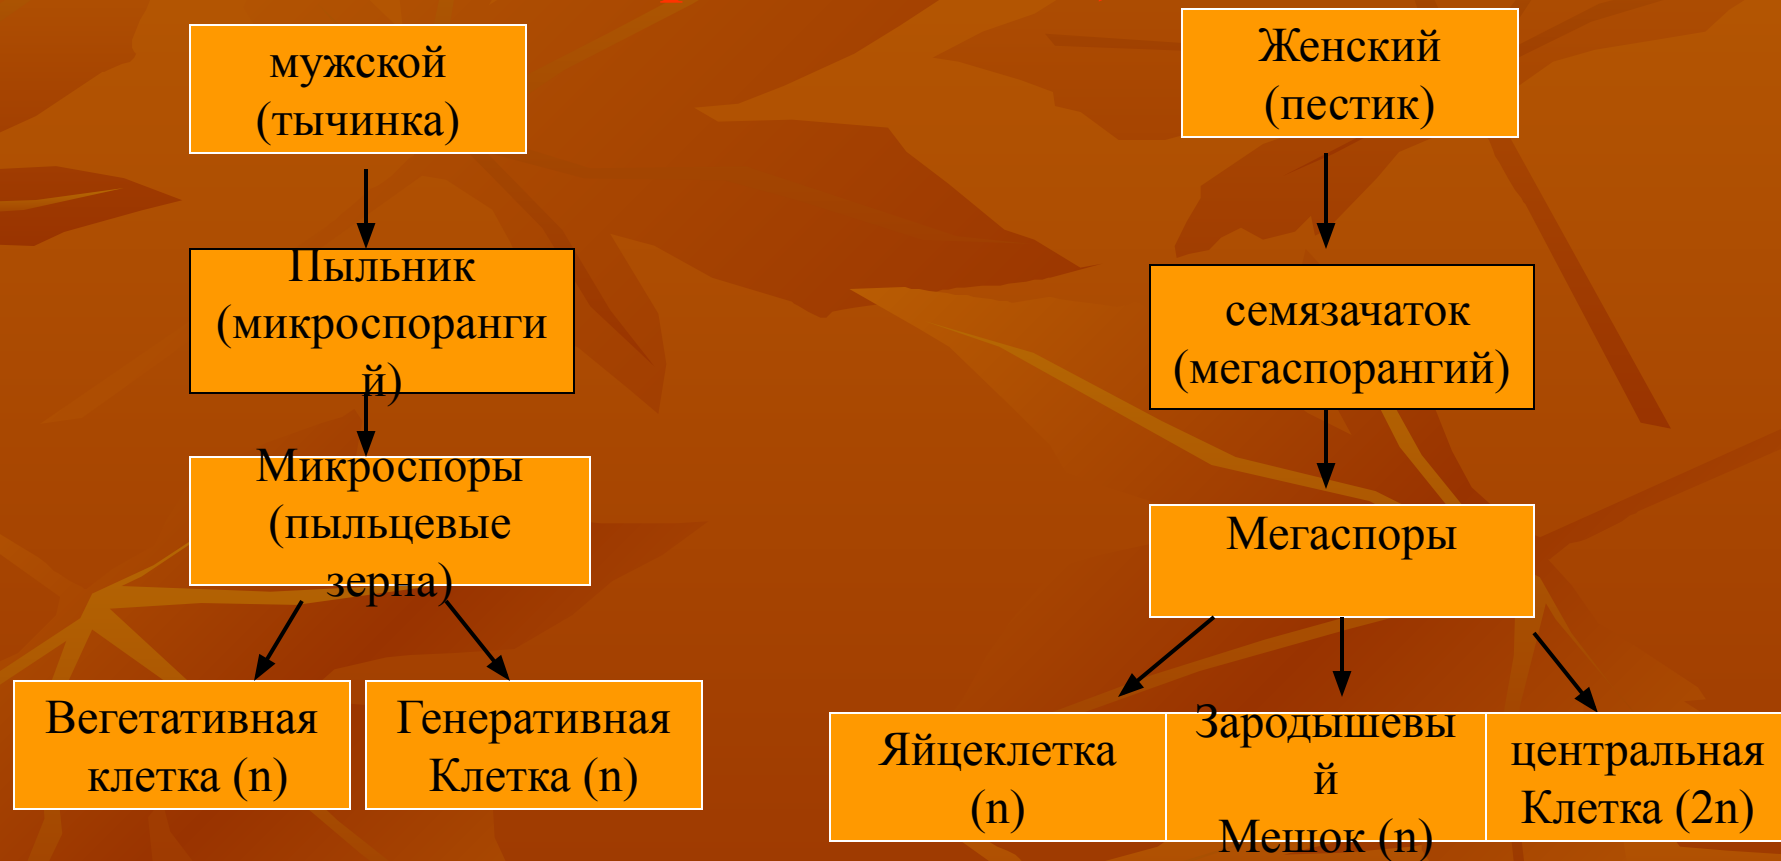 мужской
(тычинка)
Пыльник
(микроспоранги
й)
Микроспоры
(пыльцевые
зерна)
Вегетативная
клетка (n)
Генеративная
Клетка (n)
Женский
(пестик)
семязачаток
(мегаспорангий)
Мегаспоры
Яйцеклетка
(n)
Зародышевы
й
Мешок (n)
центральная
Клетка (2n)